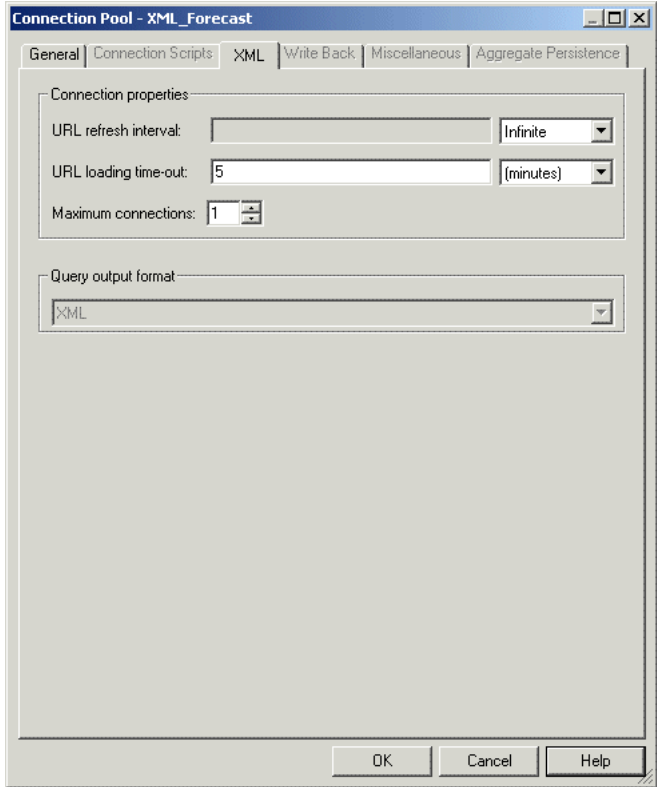 Connection Pool - XML_Forecast
General Connection Scripts XML Write Back Miscellaneous Aggregate Persistence
Connection properties
URL refresh interval: Infinite
URL loading time-out: 5 (minutes)
Maximum connections: 1
Query output format
XML
OK Cancel Help